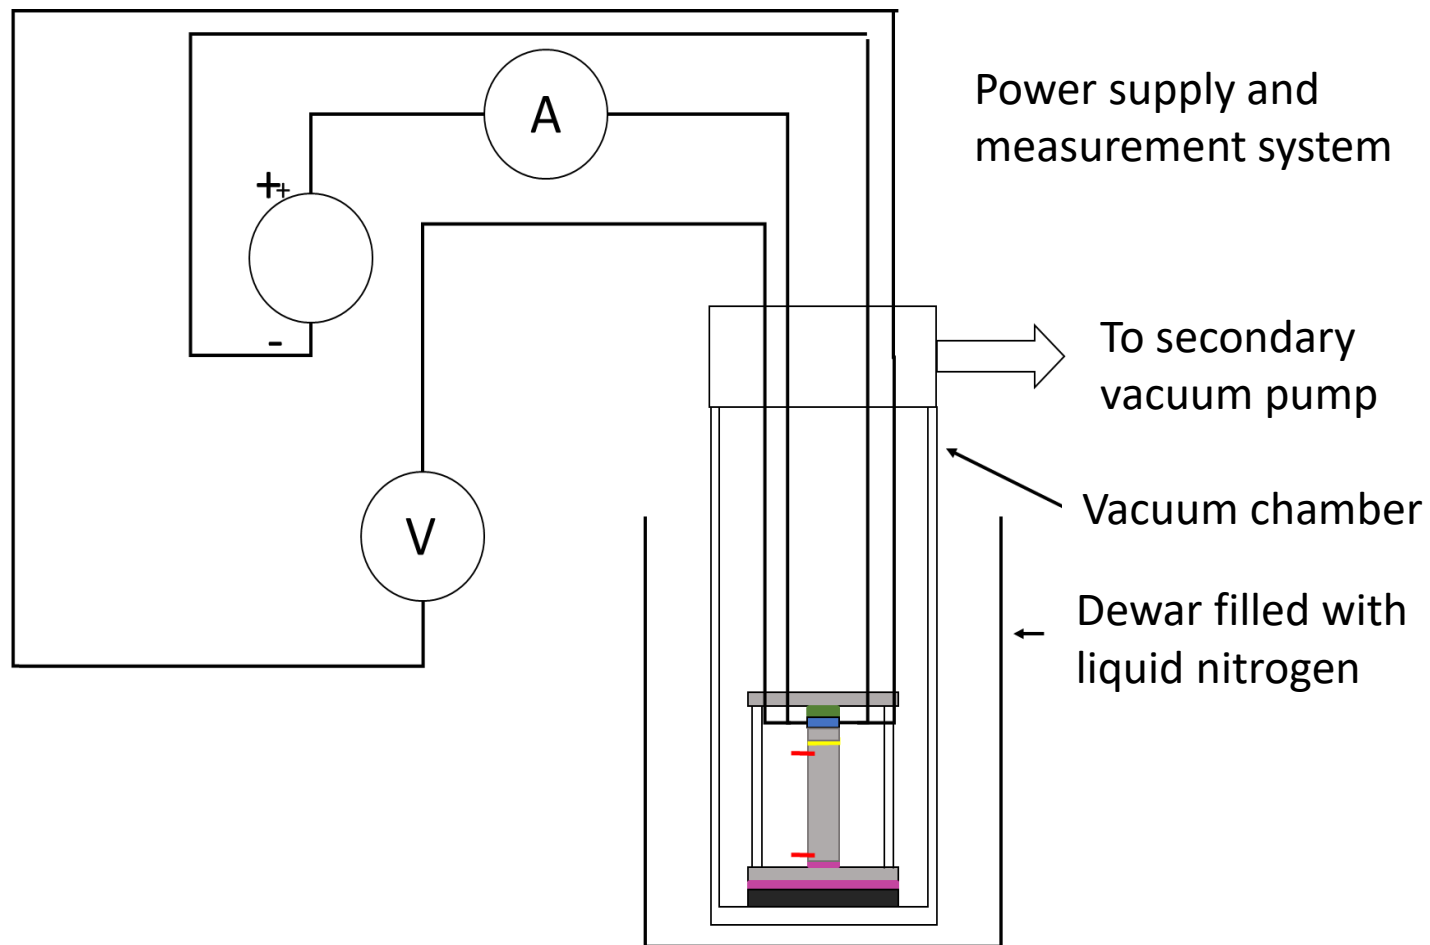 A
Power supply and
measurement system
+
+
-
To secondary
vacuum pump
Vacuum chamber
V
Dewar filled with
liquid nitrogen